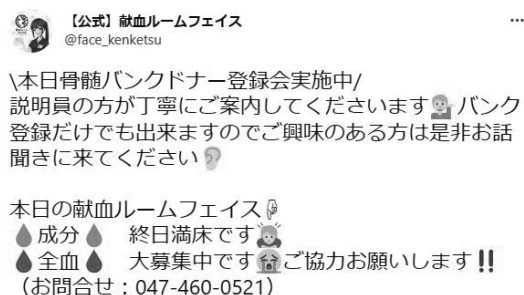 【公式】献血ルームフェイス
@face_kenketsu
\本日骨髄バンクドナー登録会実施中/
説明員の方が丁寧にご案内してくださいます💁バンク
登録だけでも出来ますのでご興味のある方は是非お話
聞きに来てください👂
本日の献血ルームフェイス👇
💧成分💧 終日満床です🙇
💧全血💧 大募集中です😭ご協力お願いします‼
（お問合せ：047-460-0521）